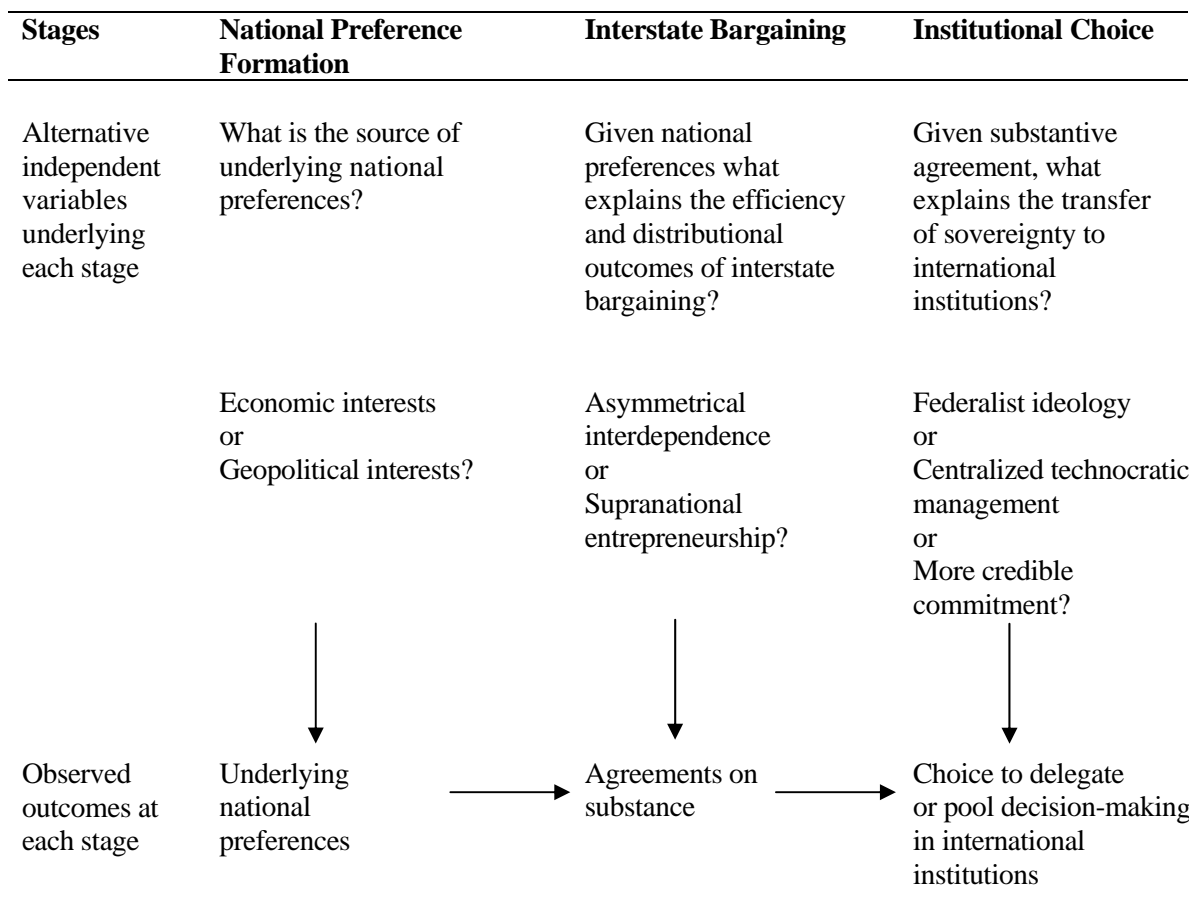 Stages
National Preference
Formation
Interstate Bargaining
Institutional Choice
Alternative
independent
variables
underlying
each stage
What is the source of
underlying national
preferences?
Given national
preferences what
explains the efficiency
and distributional
outcomes of interstate
bargaining?
Given substantive
agreement, what
explains the transfer
of sovereignty to
international
institutions?
Economic interests
or
Geopolitical interests?
Asymmetrical
interdependence
or
Supranational
entrepreneurship?
Federalist ideology
or
Centralized technocratic
management
or
More credible
commitment?
Observed
outcomes at
each stage
Underlying
national
preferences
Agreements on
substance
Choice to delegate
or pool decision-making
in international
institutions